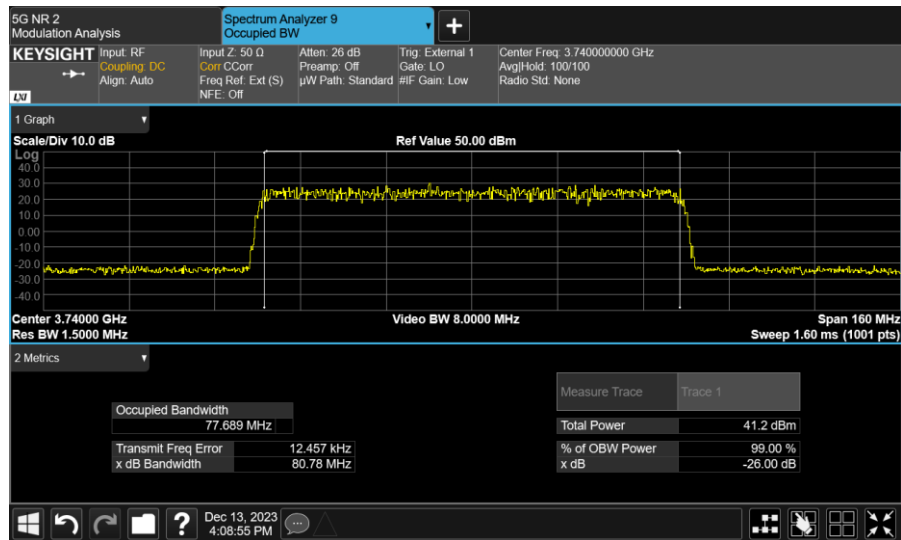 5G NR 2
Modulation Analysis
Spectrum Analyzer 9
Occupied BW
KEYSIGHT
LXI
Input: RF
Coupling: DC
Align: Auto
Input Z: 50 Ω
Corr CCorr
Freq Ref: Ext (S)
NFE: Off
Atten: 26 dB
Preamp: Off
µW Path: Standard
Trig: External 1
Gate: LO
#IF Gain: Low
Center Freq: 3.740000000 GHz
Avg|Hold: 100/100
Radio Std: None
1 Graph
Scale/Div 10.0 dB
Ref Value 50.00 dBm
Log
40.0
30.0
20.0
10.0
0.00
-10.0
-20.0
-30.0
-40.0
Center 3.74000 GHz
Video BW 8.0000 MHz
Span 160 MHz
Res BW 1.5000 MHz
Sweep 1.60 ms (1001 pts)
2 Metrics
Measure Trace Trace 1
Occupied Bandwidth
77.689 MHz
Total Power 41.2 dBm
Transmit Freq Error 12.457 kHz
% of OBW Power 99.00 %
x dB Bandwidth 80.78 MHz
x dB -26.00 dB
?
Dec 13, 2023
4:08:55 PM